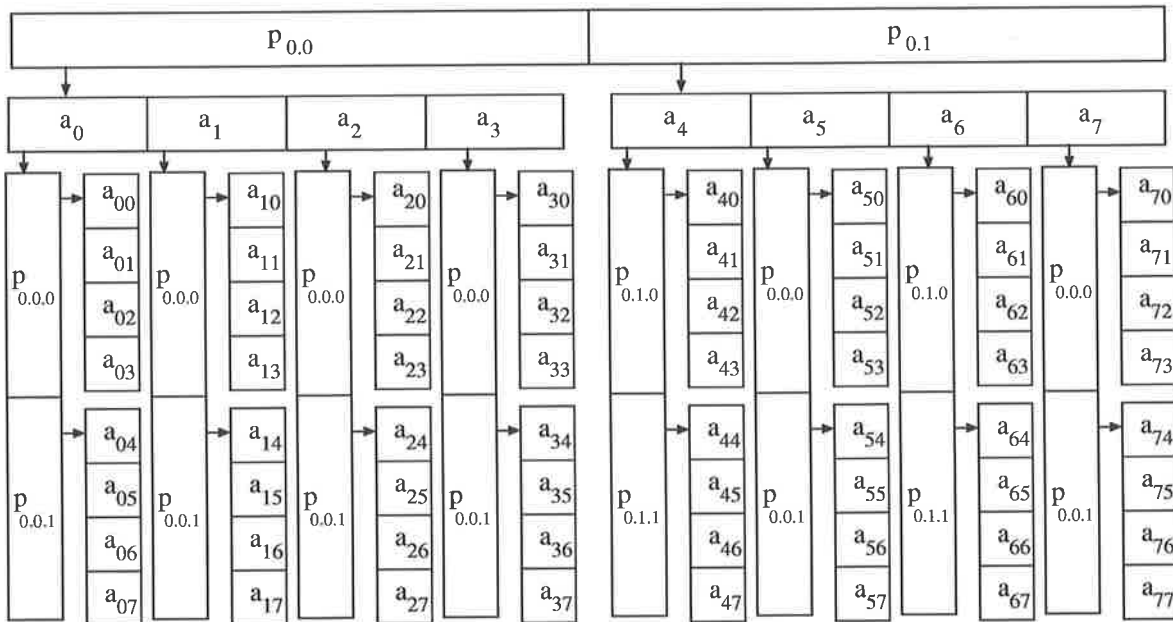 p0.0 p0.1
a0 a1 a2 a3 a4 a5 a6 a7
a00 a10 a20 a30 a40 a50 a60 a70
a01 a11 a21 a31 a41 a51 a61 a71
p0.0.0 p0.0.0 p0.0.0 p0.0.0 p0.1.0 p0.0.0 p0.1.0 p0.0.0
a02 a12 a22 a32 a42 a52 a62 a72
a03 a13 a23 a33 a43 a53 a63 a73
a04 a14 a24 a34 a44 a54 a64 a74
a05 a15 a25 a35 a45 a55 a65 a75
p0.0.1 p0.0.1 p0.0.1 p0.0.1 p0.1.1 p0.0.1 p0.1.1 p0.0.1
a06 a16 a26 a36 a46 a56 a66 a76
a07 a17 a27 a37 a47 a57 a67 a77